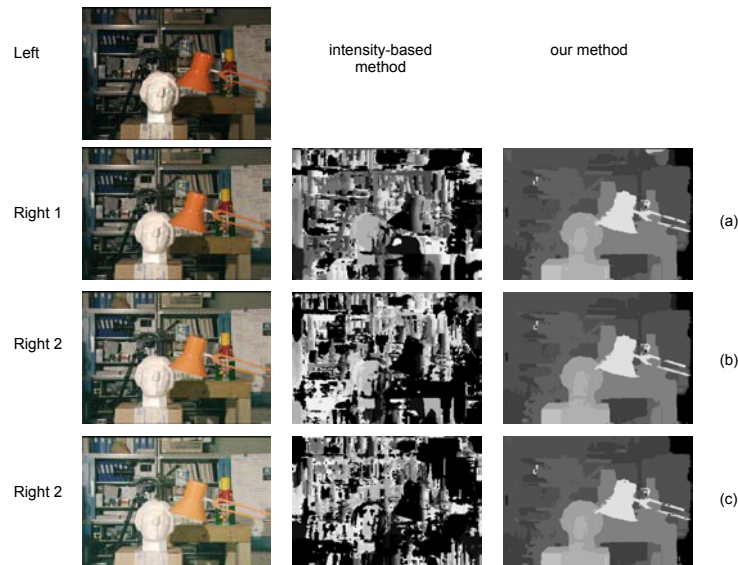 Left
intensity-based
method
our method
Right 1
(a)
Right 2
(b)
Right 2
(c)